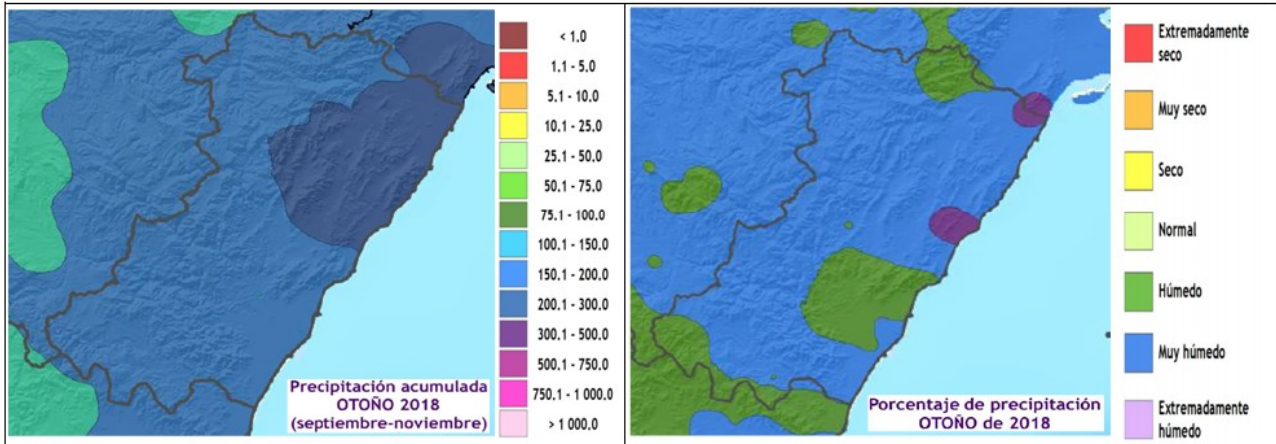 < 1.0
1.1 - 5.0
5.1 - 10.0
10.1 - 25.0
25.1 - 50.0
50.1 - 75.0
75.1 - 100.0
100.1 - 150.0
150.1 - 200.0
200.1 - 300.0
300.1 - 500.0
500.1 - 750.0
750.1 - 1 000.0
> 1 000.0
Precipitación acumulada
OTOÑO 2018
(septiembre-noviembre)
Extremadamente
seco
Muy seco
Seco
Normal
Húmedo
Muy húmedo
Extremadamente
húmedo
Porcentaje de precipitación
OTOÑO de 2018